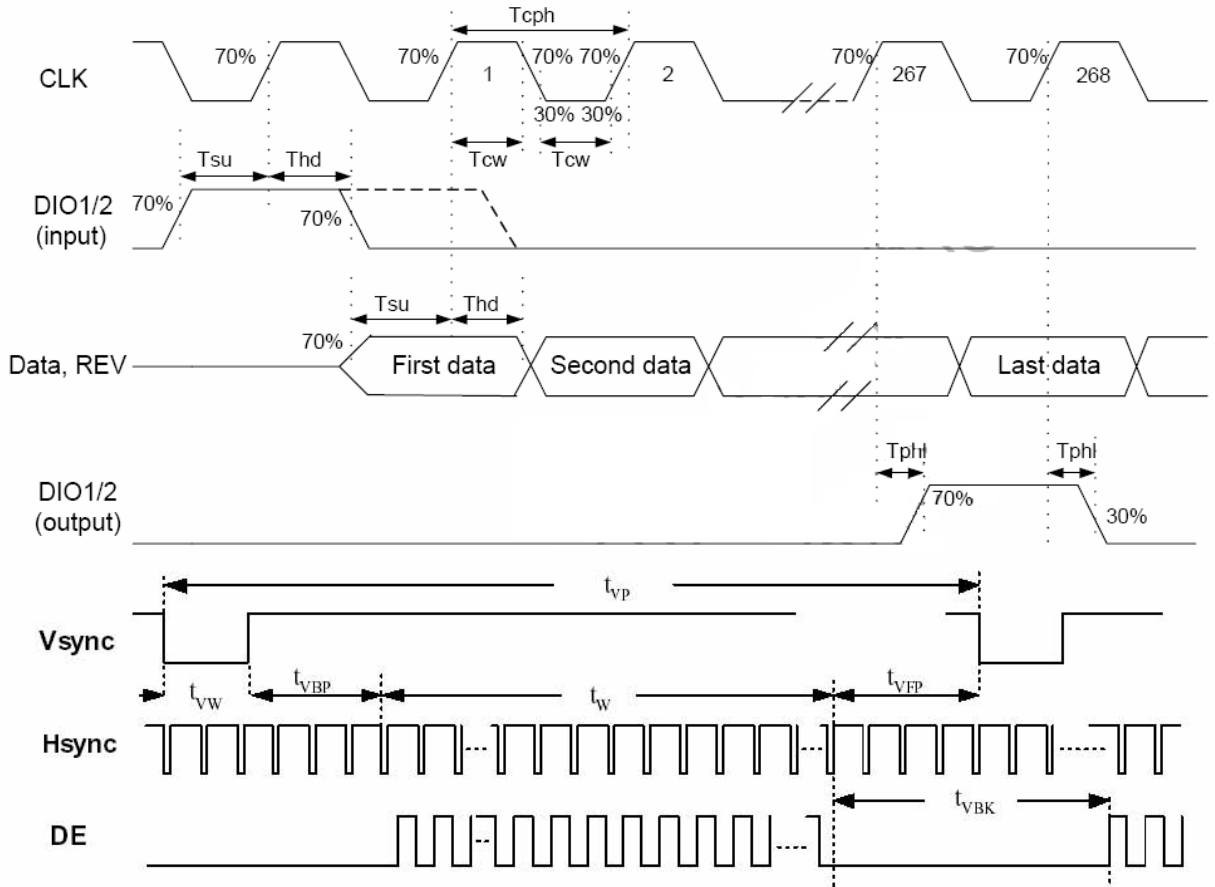 Tcph
70% 70% 70% 70% 70% 70%
CLK 1 2 267 268
30% 30%
Tsu Thd Tcw Tcw
DIO1/2 70%
(input) 70%
Tsu Thd
70%
Data, REV First data Second data Last data
Tphl Tphl
DIO1/2 70%
(output) 30%
tVP
Vsync
tVW tVBP tW tVFP
Hsync
tVBK
DE